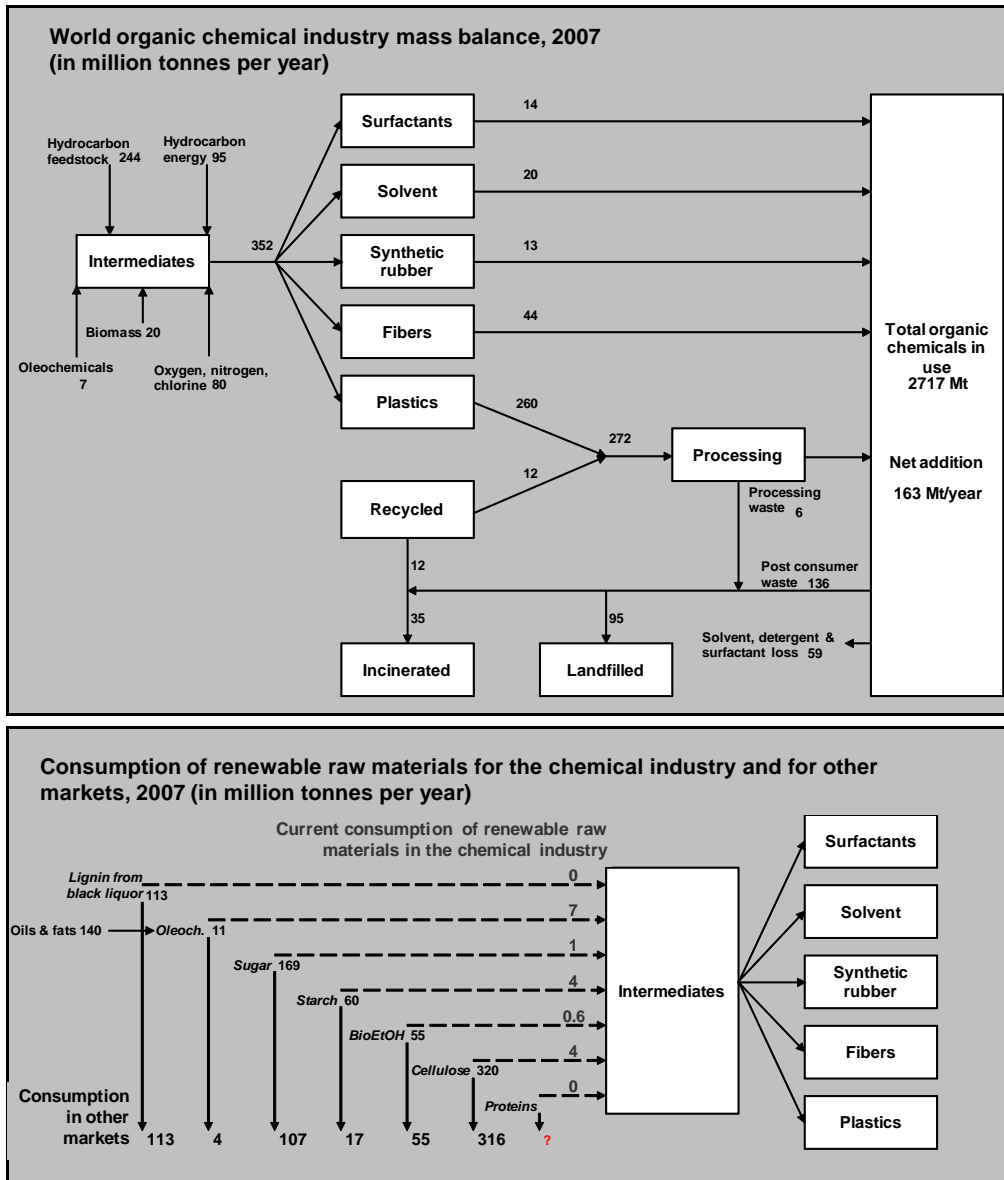 World organic chemical industry mass balance, 2007
(in million tonnes per year)
Hydrocarbon
feedstock 244
Hydrocarbon
energy 95
Intermediates
Biomass 20
Oleochemicals
7
Oxygen, nitrogen,
chlorine 80
352
Surfactants
14
Solvent
20
Synthetic
rubber
13
Fibers
44
Plastics
260
Recycled
12
272
Processing
Processing
waste 6
12
Post consumer
waste 136
35
95
Incinerated
Landfilled
Solvent, detergent &
surfactant loss 59
Total organic
chemicals in
use
2717 Mt
Net addition
163 Mt/year
Consumption of renewable raw materials for the chemical industry and for other
markets, 2007 (in million tonnes per year)
Current consumption of renewable raw
materials in the chemical industry
Lignin from
black liquor 113
0
Oils & fats 140
Oleoch. 11
7
Sugar 169
1
Starch 60
4
BioEtOH 55
0.6
Cellulose 320
4
Proteins
0
Intermediates
Surfactants
Solvent
Synthetic
rubber
Fibers
Plastics
Consumption
in other
markets
113 4 107 17 55 316 ?